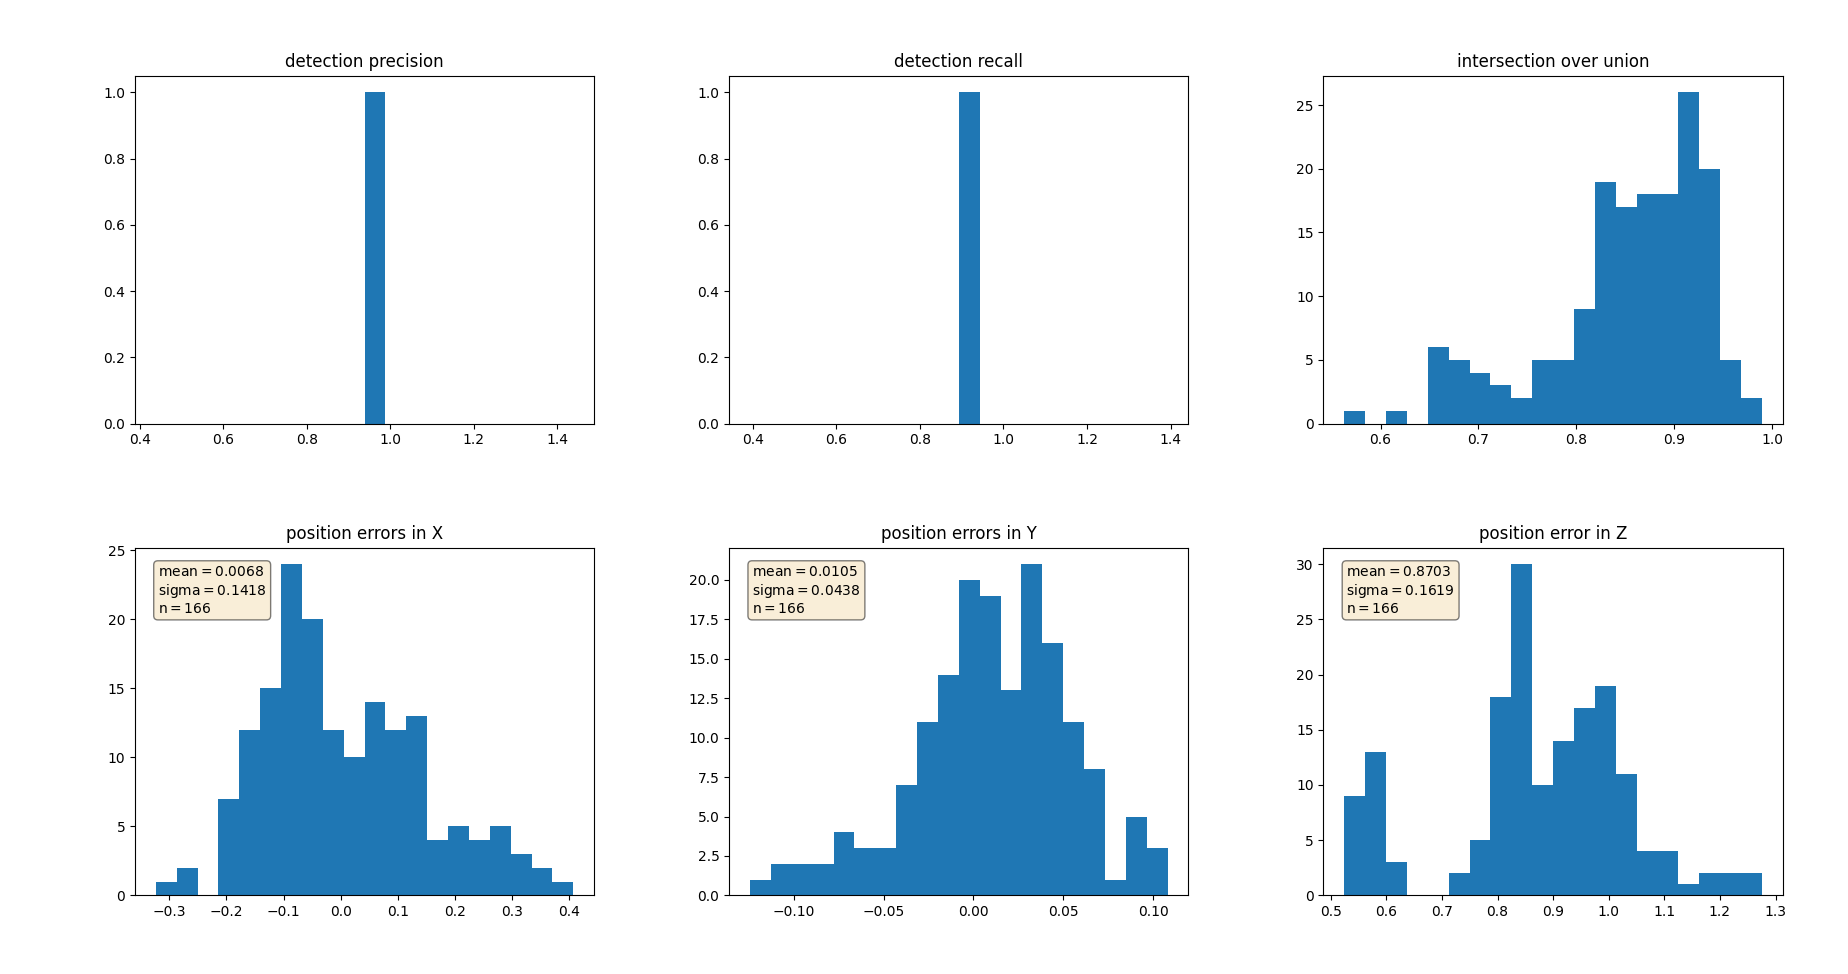 detection precision
1.0
0.8
0.6
0.4
0.2
0.0
0.4 0.6 0.8 1.0 1.2 1.4
detection recall
1.0
0.8
0.6
0.4
0.2
0.0
0.4 0.6 0.8 1.0 1.2 1.4
intersection over union
25
20
15
10
5
0
0.6 0.7 0.8 0.9 1.0
position errors in X
25
20
15
10
5
0
mean = 0.0068
sigma = 0.1418
n = 166
−0.3 −0.2 −0.1 0.0 0.1 0.2 0.3 0.4
position errors in Y
20.0
17.5
15.0
12.5
10.0
7.5
5.0
2.5
0.0
mean = 0.0105
sigma = 0.0438
n = 166
−0.10 −0.05 0.00 0.05 0.10
position error in Z
30
25
20
15
10
5
0
mean = 0.8703
sigma = 0.1619
n = 166
0.5 0.6 0.7 0.8 0.9 1.0 1.1 1.2 1.3